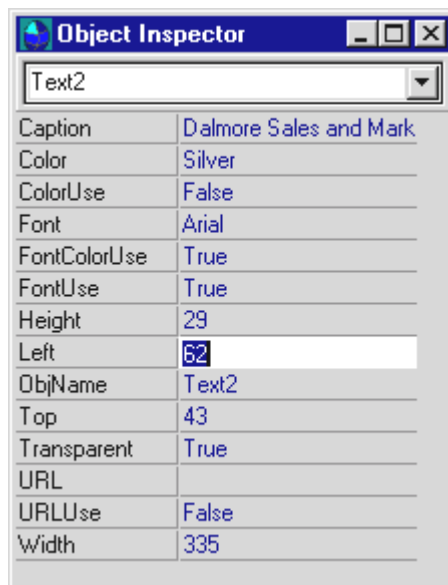 Object Inspector
Text2
Caption Dalmore Sales and Mark
Color Silver
ColorUse False
Font Arial
FontColorUse True
FontUse True
Height 29
Left 62
ObjName Text2
Top 43
Transparent True
URL
URLUse False
Width 335